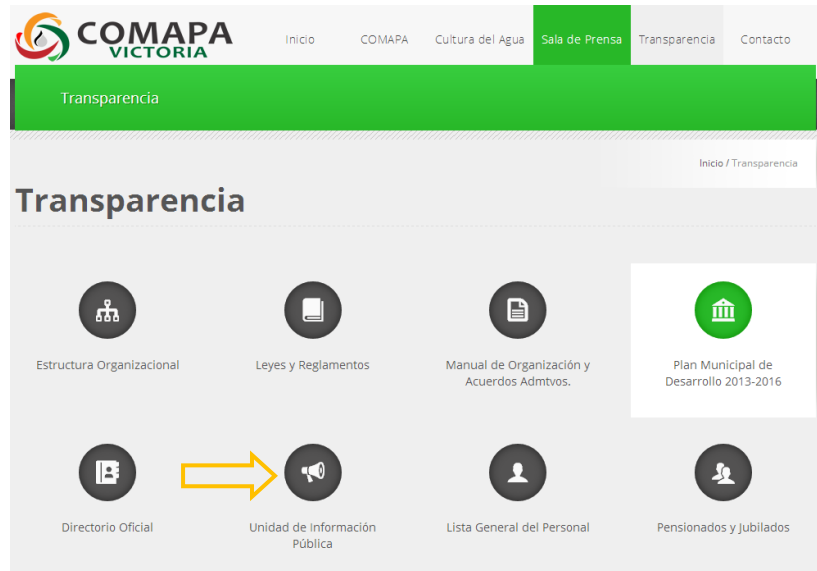 COMAPA
VICTORIA
Inicio
COMAPA
Cultura del Agua
Sala de Prensa
Transparencia
Contacto
Transparencia
Inicio / Transparencia
Transparencia
Estructura Organizacional
Leyes y Reglamentos
Manual de Organización y
Acuerdos Admtvos.
Plan Municipal de
Desarrollo 2013-2016
Directorio Oficial
Unidad de Información
Pública
Lista General del Personal
Pensionados y Jubilados